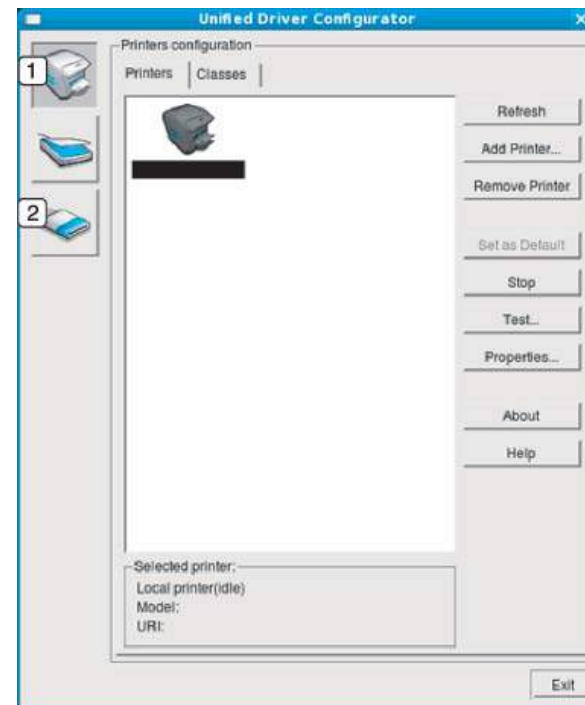 Unified Driver Configurator
1
2
Printers configuration
Printers
Classes
Refresh
Add Printer...
Remove Printer
Set as Default
Stop
Test...
Properties...
About
Help
Selected printer:
Local printer(idle)
Model:
URI:
Exit